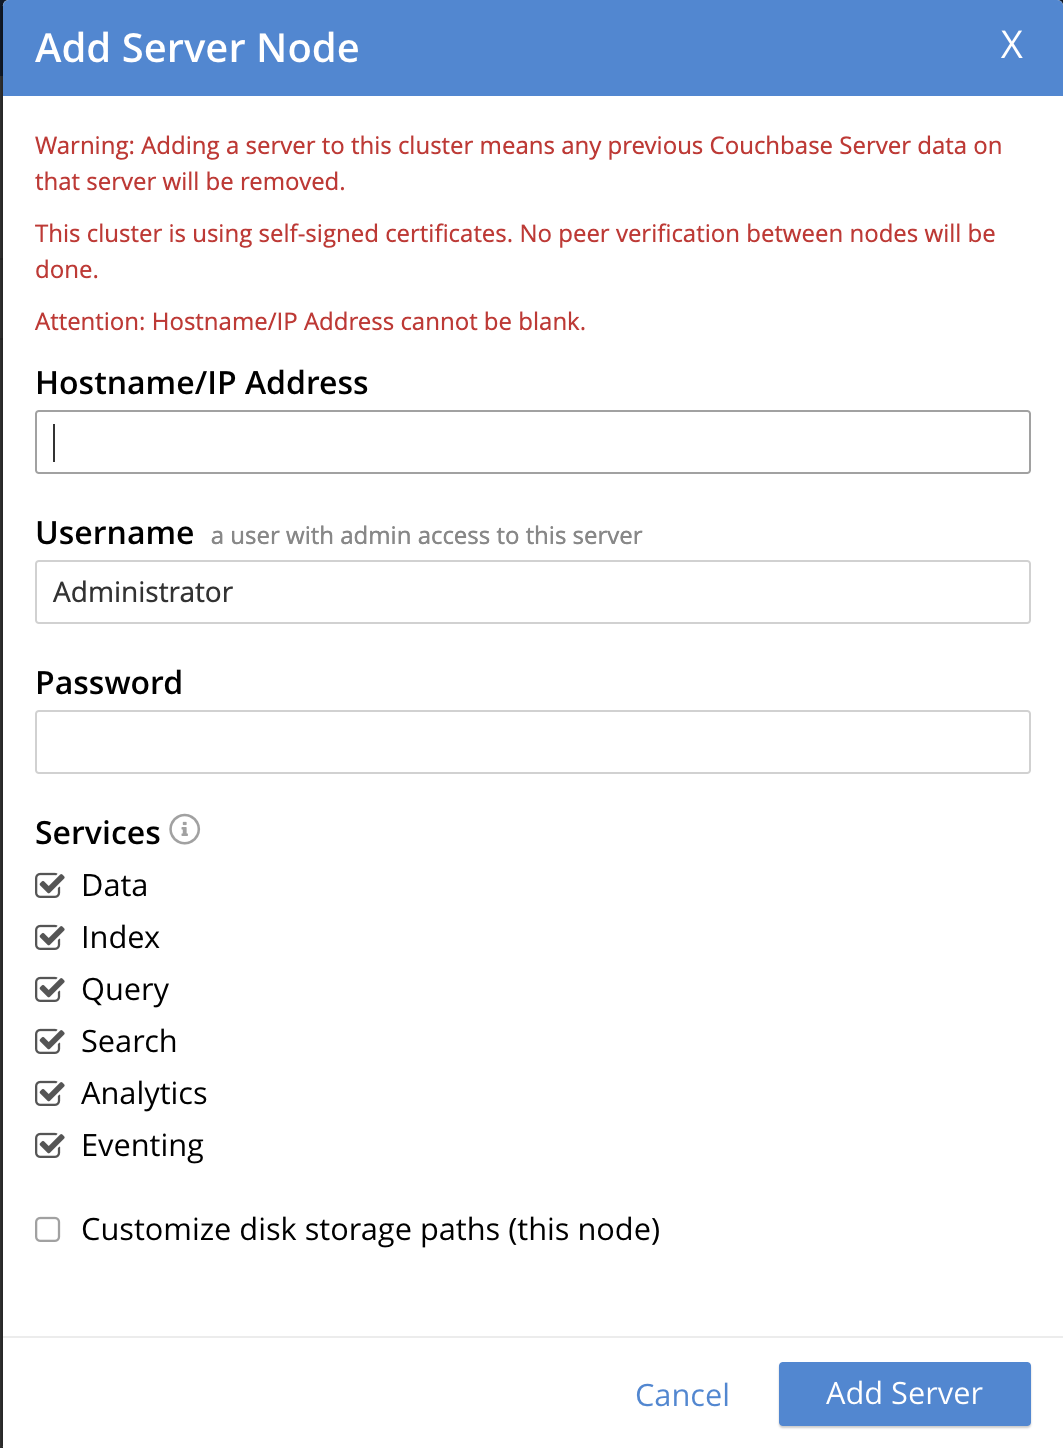 Add Server Node X
Warning: Adding a server to this cluster means any previous Couchbase Server data on
that server will be removed.
This cluster is using self-signed certificates. No peer verification between nodes will be
done.
Attention: Hostname/IP Address cannot be blank.
Hostname/IP Address
Username a user with admin access to this server
Administrator
Password
Services
Data
Index
Query
Search
Analytics
Eventing
Customize disk storage paths (this node)
Cancel Add Server